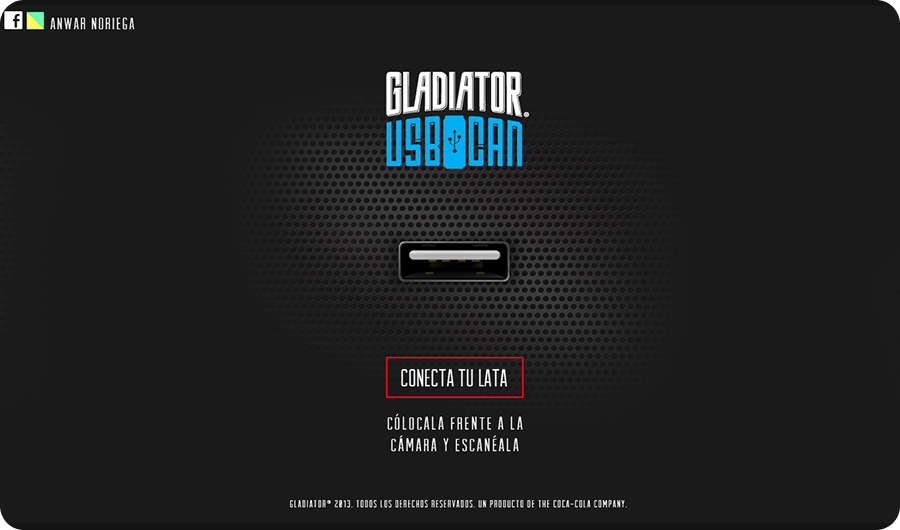 f ANWAR NORIEGA
GLADIATOR®
USB CAN
CONECTA TU LATA
CÓLOCALA FRENTE A LA
CÁMARA Y ESCANÉALA
GLADIATOR® 2013. TODOS LOS DERECHOS RESERVADOS. UN PRODUCTO DE THE COCA-COLA COMPANY.